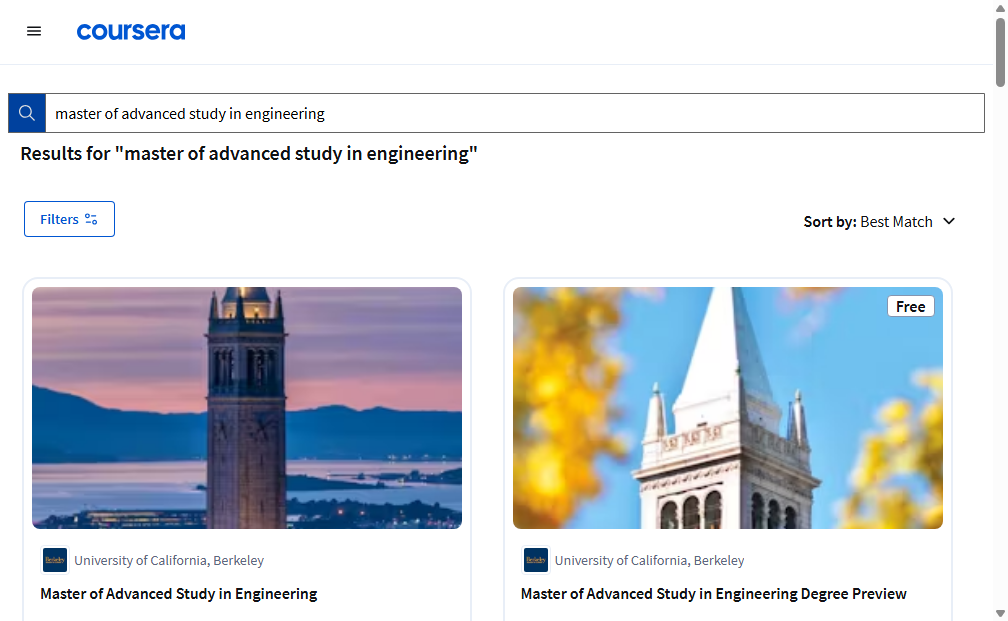 coursera
master of advanced study in engineering
Results for "master of advanced study in engineering"
Filters
Sort by: Best Match
Free
University of California, Berkeley
Master of Advanced Study in Engineering
University of California, Berkeley
Master of Advanced Study in Engineering Degree Preview